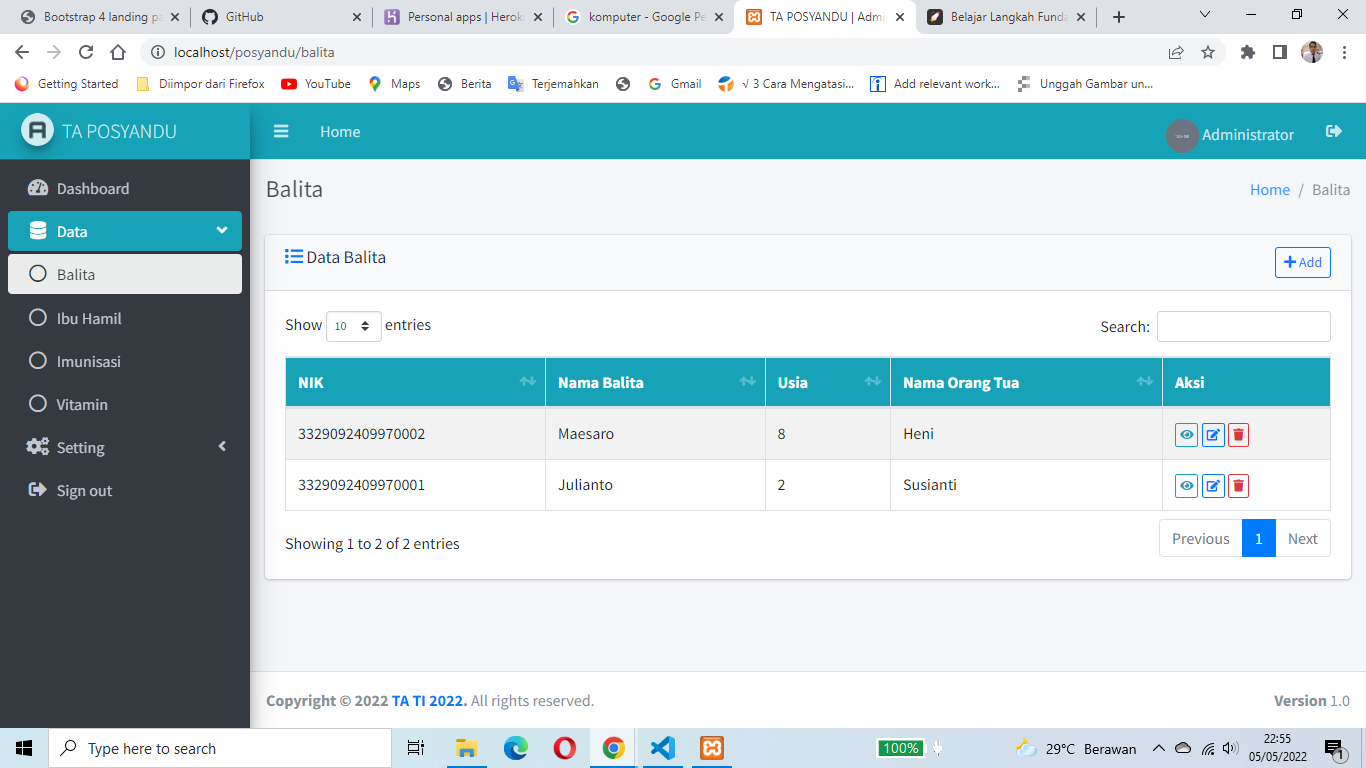 Bootstrap 4 landing pa
GitHub
Personal apps | Herok
komputer - Google Pe
TA POSYANDU | Admi
Belajar Langkah Funda
localhost/posyandu/balita
Getting Started
Diimpor dari Firefox
YouTube
Maps
Berita
Terjemahkan
Gmail
√ 3 Cara Mengatasi...
Add relevant work...
Unggah Gambar un...
TA POSYANDU
Home
Administrator
Dashboard
Data
Balita
Ibu Hamil
Imunisasi
Vitamin
Setting
Sign out
Balita
Home / Balita
Data Balita
Add
Show 10 entries
Search:
NIK Nama Balita Usia Nama Orang Tua Aksi
3329092409970002 Maesaro 8 Heni
3329092409970001 Julianto 2 Susianti
Showing 1 to 2 of 2 entries
Previous 1 Next
Copyright © 2022 TA TI 2022. All rights reserved.
Version 1.0
Type here to search
100%
29°C Berawan
22:55
05/05/2022
1